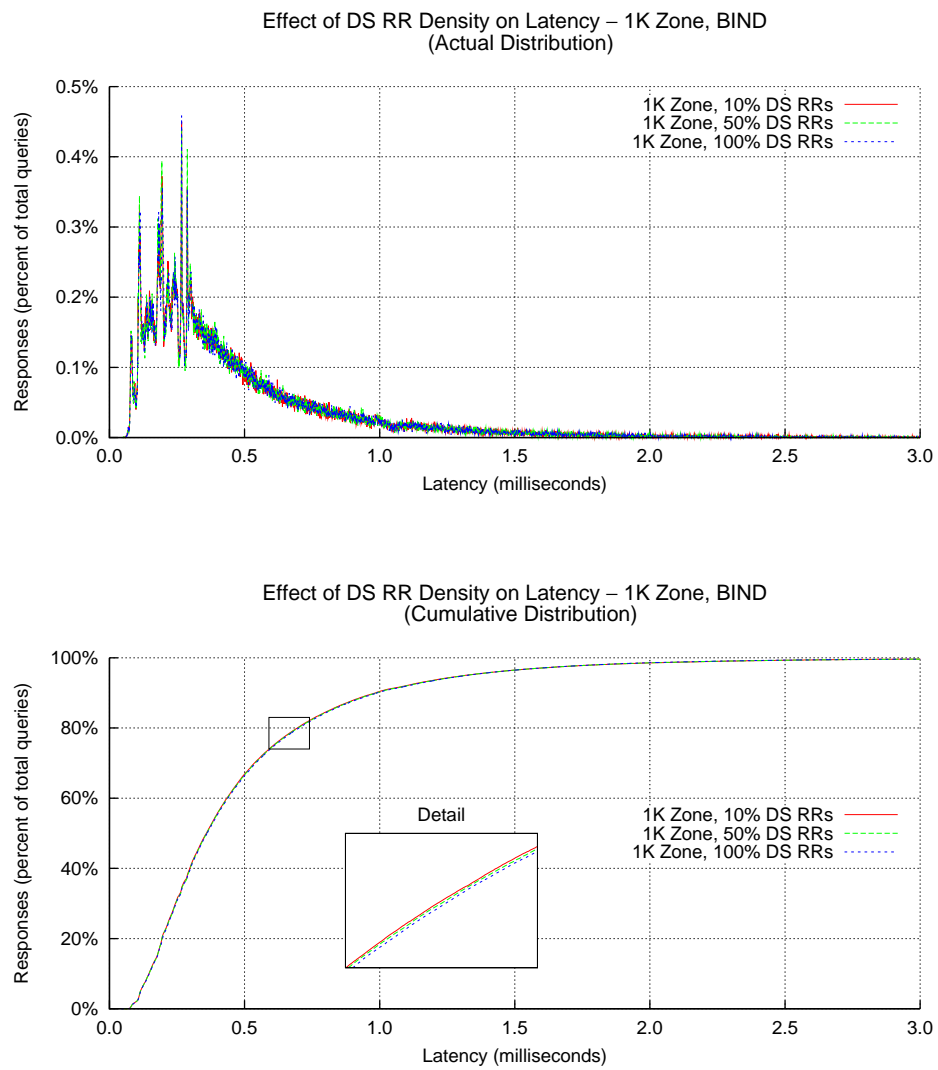 Effect of DS RR Density on Latency – 1K Zone, BIND
(Actual Distribution)
0.5%
0.4%
0.3%
0.2%
0.1%
0.0%
Responses (percent of total queries)
1K Zone, 10% DS RRs
1K Zone, 50% DS RRs
1K Zone, 100% DS RRs
0.0 0.5 1.0 1.5 2.0 2.5 3.0
Latency (milliseconds)
Effect of DS RR Density on Latency – 1K Zone, BIND
(Cumulative Distribution)
100%
80%
60%
40%
20%
0%
Responses (percent of total queries)
Detail
1K Zone, 10% DS RRs
1K Zone, 50% DS RRs
1K Zone, 100% DS RRs
0.0 0.5 1.0 1.5 2.0 2.5 3.0
Latency (milliseconds)